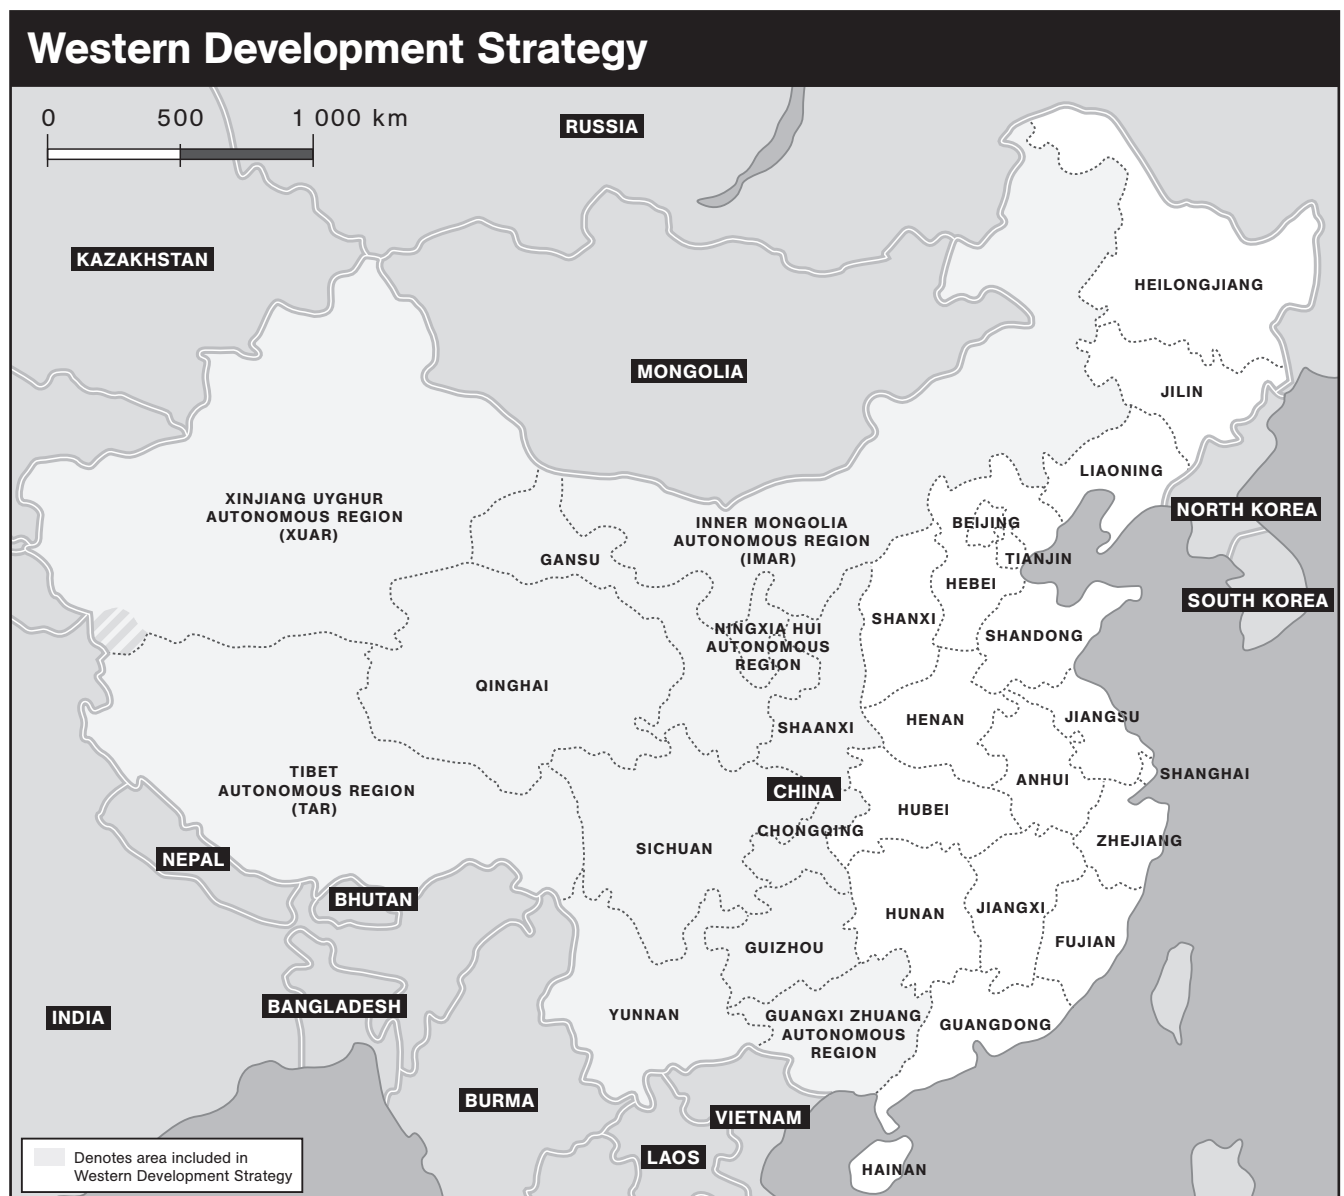 Western Development Strategy
0 500 1 000 km
RUSSIA
KAZAKHSTAN
HEILONGJIANG
MONGOLIA
JILIN
LIAONING
XINJIANG UYGHUR
AUTONOMOUS REGION
(XUAR)
NORTH KOREA
INNER MONGOLIA
AUTONOMOUS REGION
(IMAR)
BEIJING
GANSU
TIANJIN
HEBEI
SOUTH KOREA
SHANXI
NINGXIA HUI
AUTONOMOUS
REGION
SHANDONG
QINGHAI
SHAANXI
HENAN
JIANGSU
TIBET
AUTONOMOUS REGION
(TAR)
SHANGHAI
ANHUI
CHINA
HUBEI
CHONGQING
ZHEJIANG
SICHUAN
NEPAL
BHUTAN
HUNAN
JIANGXI
FUJIAN
GUIZHOU
BANGLADESH
INDIA
YUNNAN
GUANGXI ZHUANG
AUTONOMOUS
REGION
GUANGDONG
BURMA
VIETNAM
LAOS
HAINAN
Denotes area included in
Western Development Strategy